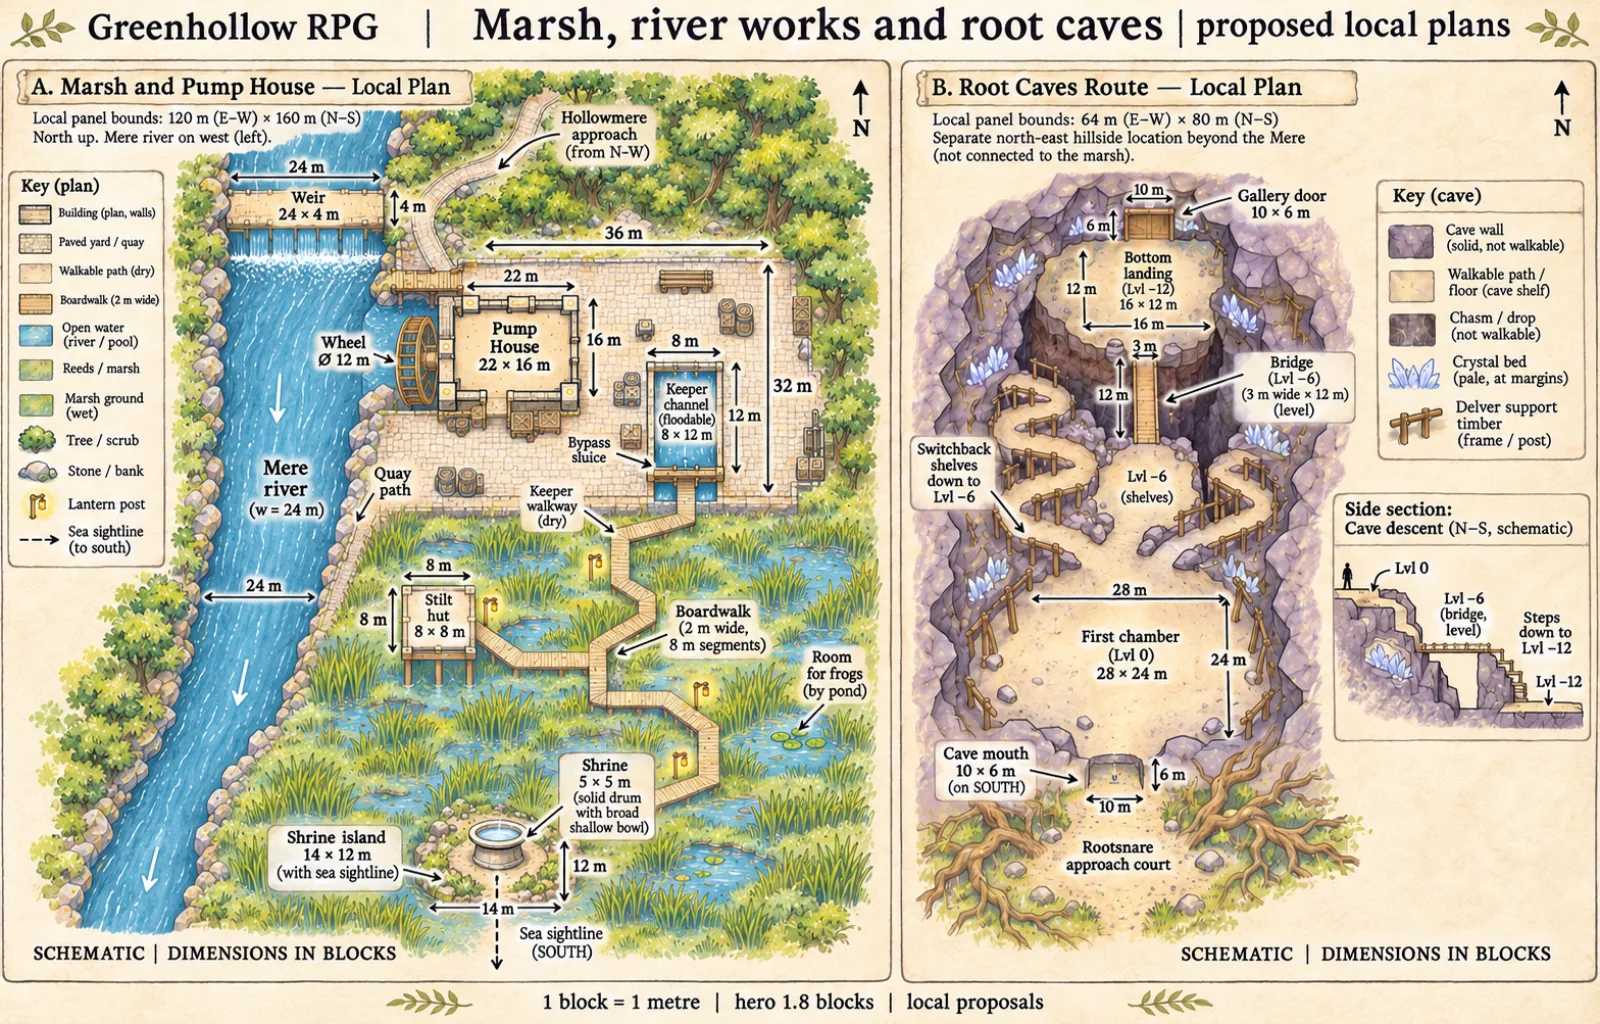 Greenhollow RPG | Marsh, river works and root caves | proposed local plans
A. Marsh and Pump House — Local Plan
Local panel bounds: 120 m (E–W) × 160 m (N–S)
North up. Mere river on west (left).
N
Key (plan)
Building (plan, walls)
Paved yard / quay
Walkable path (dry)
Boardwalk (2 m wide)
Open water
(river / pool)
Reeds / marsh
Marsh ground
(wet)
Tree / scrub
Stone / bank
Lantern post
Sea sightline
(to south)
24 m
Weir
24 × 4 m
4 m
Hollowmere
approach
(from N–W)
36 m
22 m
Pump
House
22 × 16 m
16 m
Wheel
Ø 12 m
8 m
Keeper
channel
(floodable)
8 × 12 m
12 m
32 m
Bypass
sluice
Mere
river
(w = 24 m)
Quay
path
Keeper
walkway
(dry)
24 m
8 m
8 m
Stilt
hut
8 × 8 m
Boardwalk
(2 m wide,
8 m segments)
Room
for frogs
(by pond)
Shrine
5 × 5 m
(solid drum
with broad
shallow bowl)
Shrine island
14 × 12 m
(with sea sightline)
12 m
14 m
Sea sightline
(SOUTH)
SCHEMATIC | DIMENSIONS IN BLOCKS
B. Root Caves Route — Local Plan
Local panel bounds: 64 m (E–W) × 80 m (N–S)
Separate north-east hillside location beyond the Mere
(not connected to the marsh).
N
10 m
6 m
Gallery door
10 × 6 m
Bottom
landing
(Lvl –12)
16 × 12 m
12 m
16 m
3 m
12 m
Bridge
(Lvl –6)
(3 m wide × 12 m)
(level)
Switchback
shelves
down to
Lvl –6
Lvl –6
(shelves)
28 m
First chamber
(Lvl 0)
28 × 24 m
24 m
Cave mouth
10 × 6 m
(on SOUTH)
6 m
10 m
Rootsnare
approach court
Key (cave)
Cave wall
(solid, not walkable)
Walkable path /
floor (cave shelf)
Chasm / drop
(not walkable)
Crystal bed
(pale, at margins)
Delver support
timber
(frame / post)
Side section:
Cave descent (N–S, schematic)
Lvl 0
Lvl –6
(bridge,
level)
Steps
down to
Lvl –12
Lvl –12
SCHEMATIC | DIMENSIONS IN BLOCKS
1 block = 1 metre | hero 1.8 blocks | local proposals